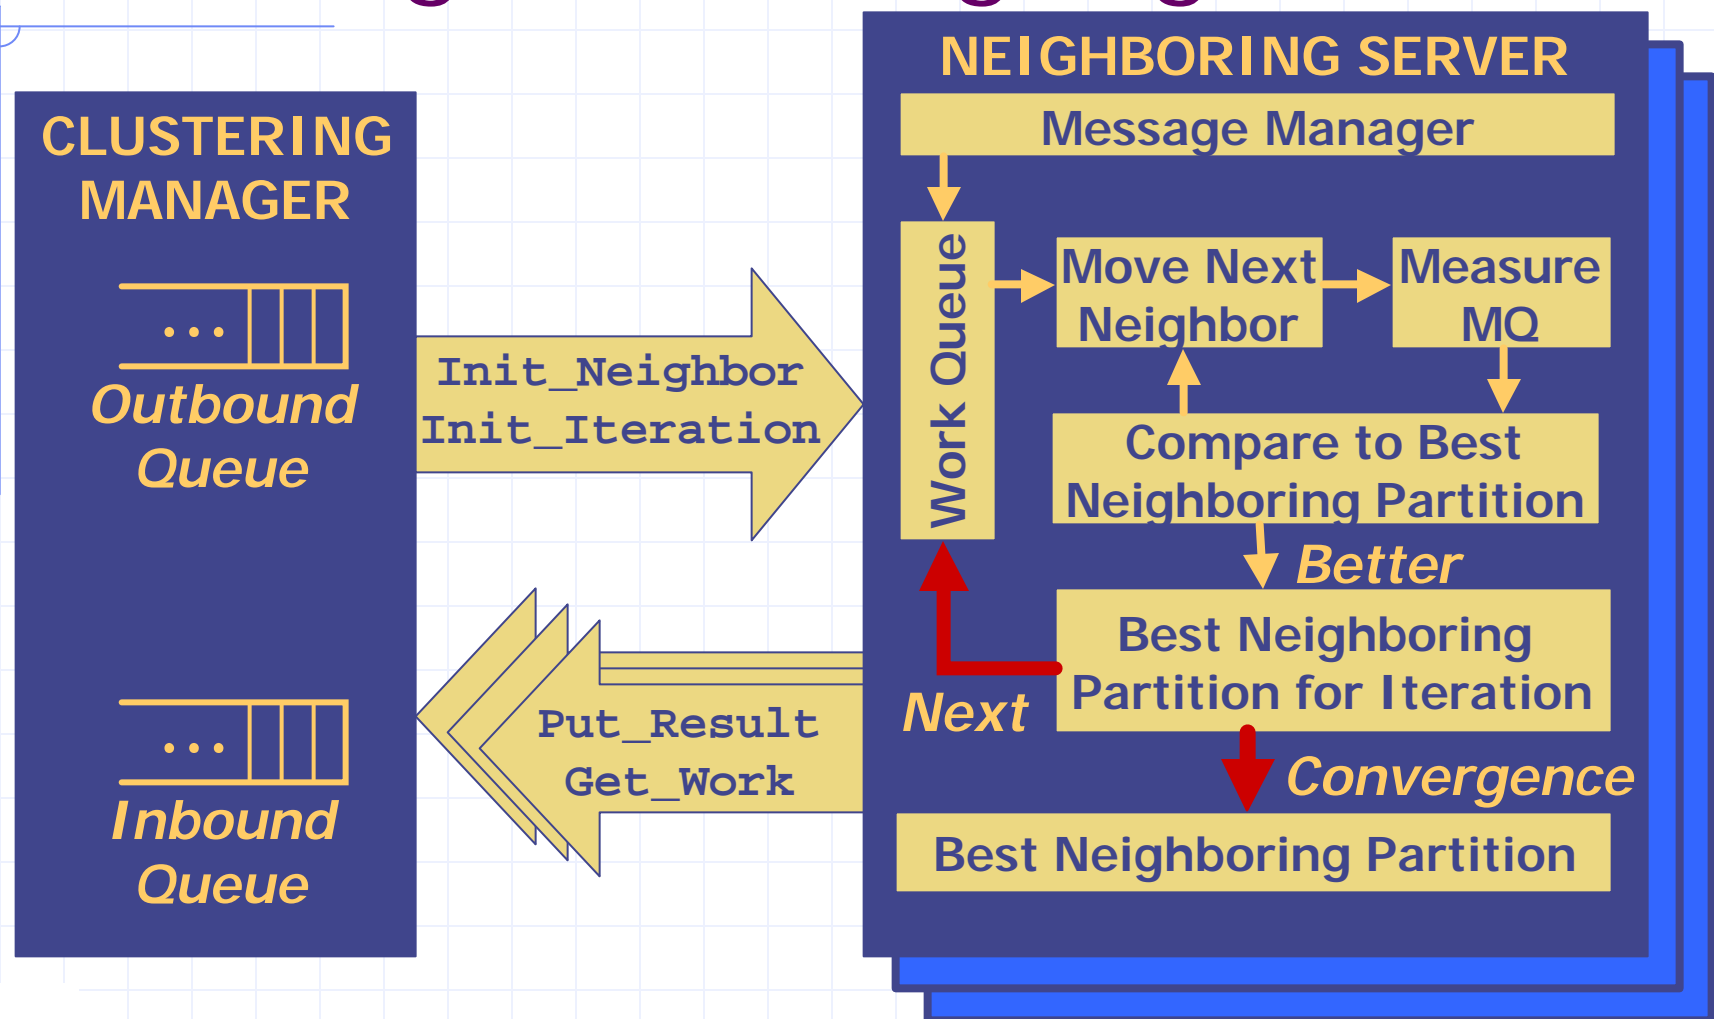 CLUSTERING
MANAGER
...
Outbound
Queue
...
Inbound
Queue
Init_Neighbor
Init_Iteration
Put_Result
Get_Work
NEIGHBORING SERVER
Message Manager
Work Queue
Move Next
Neighbor
Measure
MQ
Compare to Best
Neighboring Partition
Better
Best Neighboring
Partition for Iteration
Next
Convergence
Best Neighboring Partition